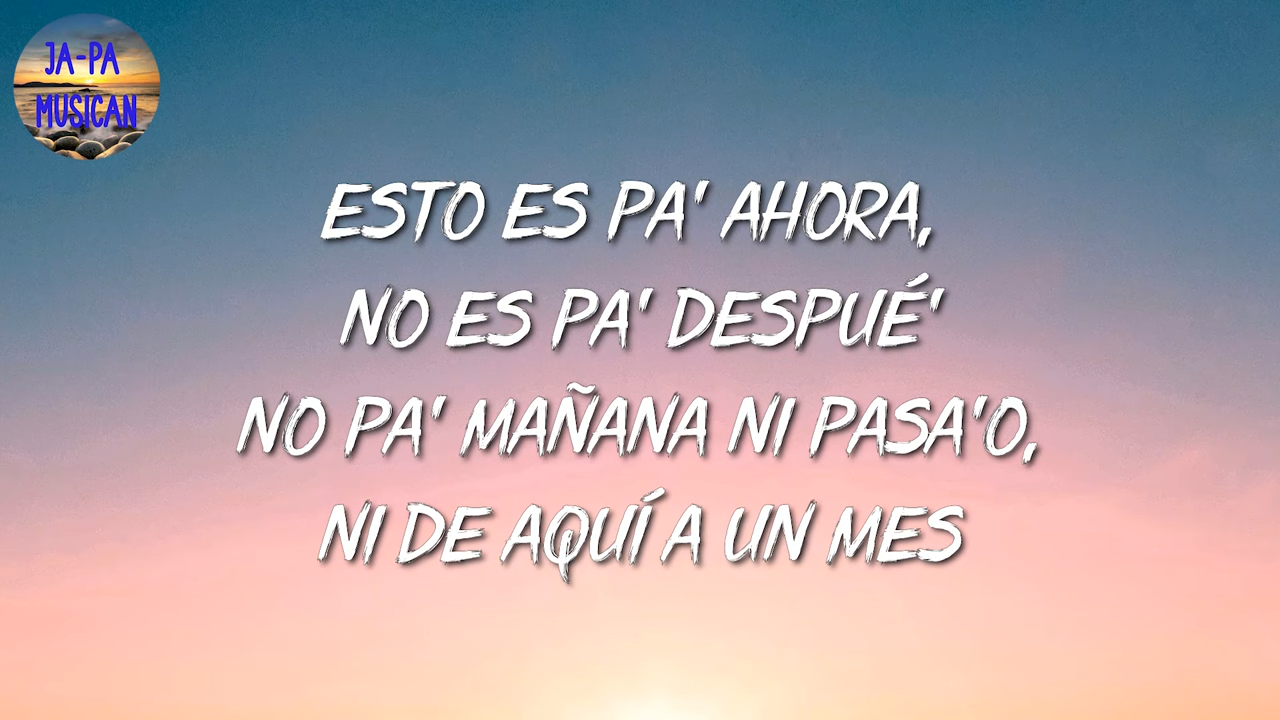 JA-PA
MUSICAN
ESTO ES PA' AHORA,
NO ES PA' DESPUÉ'
NO PA' MAÑANA NI PASA'O,
NI DE AQUÍ A UN MES